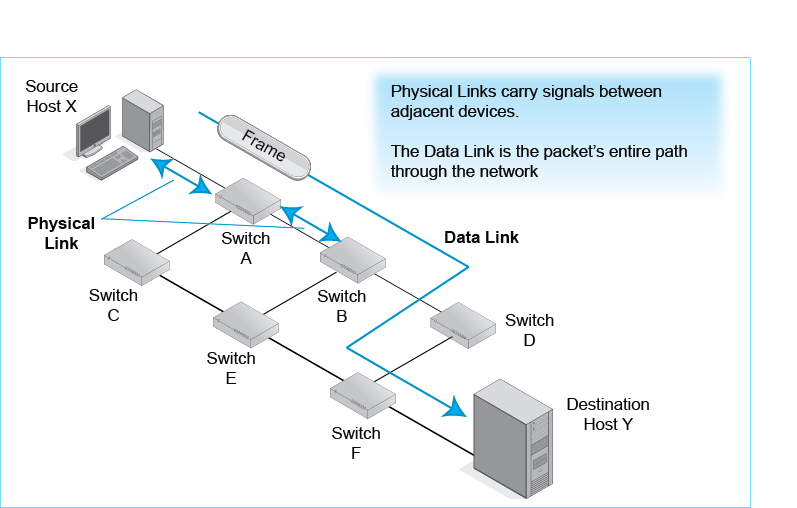 Source
Host X
Physical Links carry signals between
adjacent devices.
The Data Link is the packet's entire path
through the network
Frame
Physical
Link
Switch
A
Data Link
Switch
C
Switch
B
Switch
D
Switch
E
Destination
Host Y
Switch
F